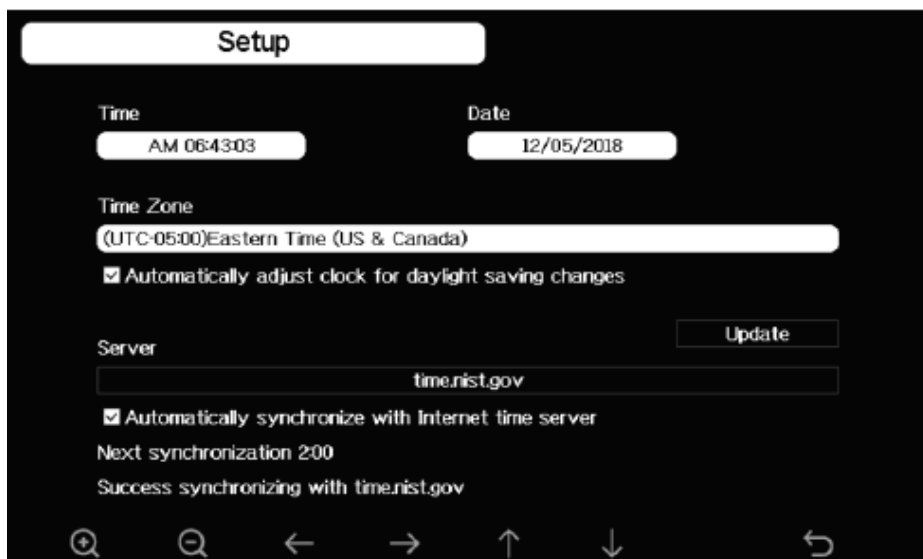 Setup
Time
Date
AM 06:43:03
12/05/2018
Time Zone
(UTC-05:00)Eastern Time (US & Canada)
Automatically adjust clock for daylight saving changes
Update
Server
time.nist.gov
Automatically synchronize with Internet time server
Next synchronization 2:00
Success synchronizing with time.nist.gov